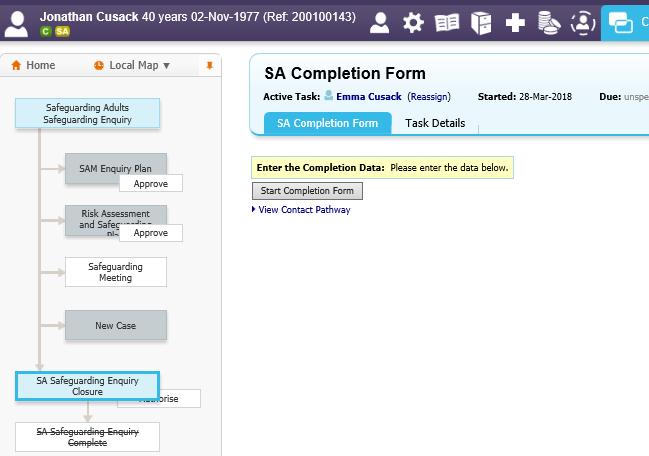 Jonathan Cusack 40 years 02-Nov-1977 (Ref: 200100143)
C SA
Home
Local Map ▼
Safeguarding Adults
Safeguarding Enquiry
SAM Enquiry Plan
Approve
Risk Assessment
and Safeguarding
Approve
Safeguarding
Meeting
New Case
SA Safeguarding Enquiry
Closure
SA Safeguarding Enquiry
Complete
SA Completion Form
Active Task: Emma Cusack (Reassign) Started: 28-Mar-2018 Due: unspe
SA Completion Form Task Details
Enter the Completion Data: Please enter the data below.
Start Completion Form
View Contact Pathway